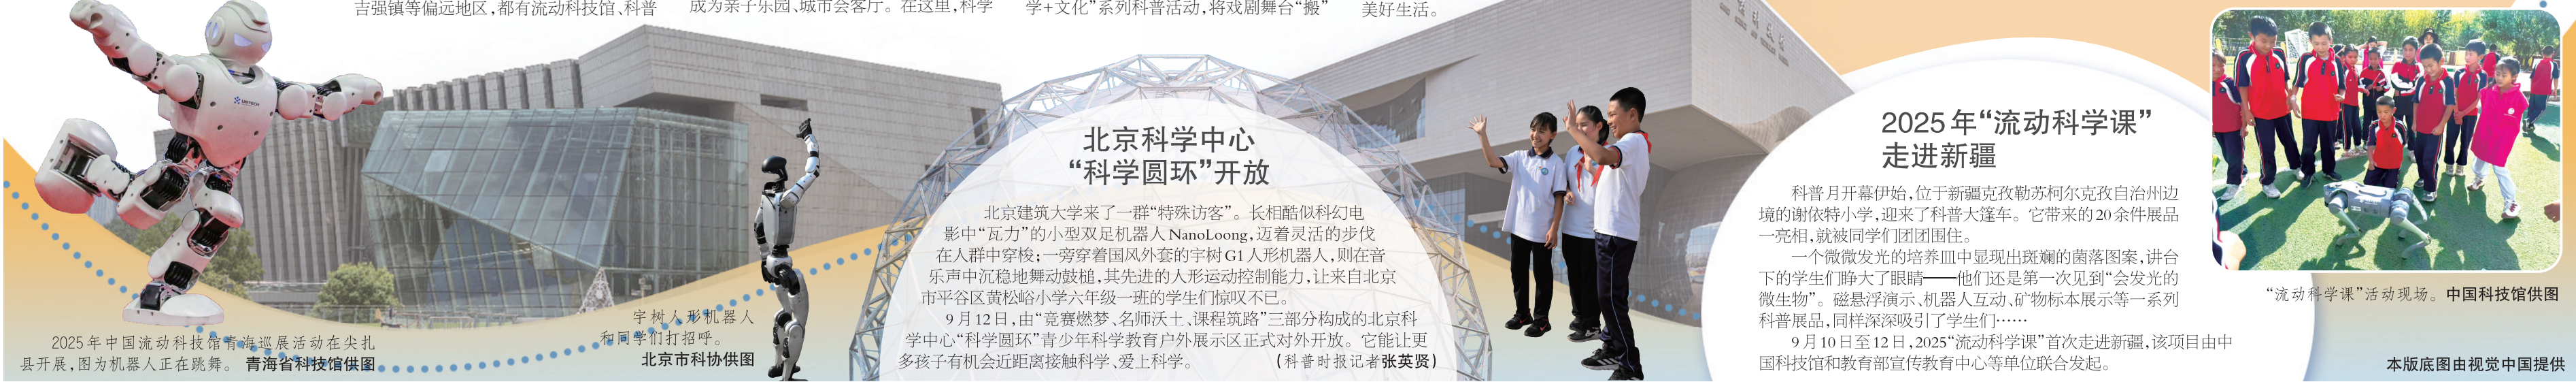 吉强镇等偏远地区，都有流动科技馆、科普
成为亲子乐园、城市会客厅。在这里，科学
学+文化”系列科普活动，将戏剧舞台“搬”
美好生活。
UBTECH
2025年中国流动科技馆青海巡展活动在尖扎
县开展，图为机器人正在跳舞。 青海省科技馆供图
宇树人形机器人
和同学们打招呼。
北京市科协供图
北京科学中心
“科学圆环”开放
北京建筑大学来了一群“特殊访客”。长相酷似科幻电
影中“瓦力”的小型双足机器人NanoLoong，迈着灵活的步伐
在人群中穿梭；一旁穿着国风外套的宇树G1人形机器人，则在音
乐声中沉稳地舞动鼓槌，其先进的人形运动控制能力，让来自北京
市平谷区黄松峪小学六年级一班的学生们惊叹不已。
9月12日，由“竞赛燃梦、名师沃土、课程筑路”三部分构成的北京科
学中心“科学圆环”青少年科学教育户外展示区正式对外开放。它能让更
多孩子有机会近距离接触科学、爱上科学。 （科普时报记者张英贤）
2025年“流动科学课”
走进新疆
科普月开幕伊始，位于新疆克孜勒苏柯尔克孜自治州边
境的谢依特小学，迎来了科普大篷车。它带来的20余件展品
一亮相，就被同学们团团围住。
一个微微发光的培养皿中显现出斑斓的菌落图案，讲台
下的学生们睁大了眼睛——他们还是第一次见到“会发光的
微生物”。磁悬浮演示、机器人互动、矿物标本展示等一系列
科普展品，同样深深吸引了学生们……
9月10日至12日，2025“流动科学课”首次走进新疆，该项目由中
国科技馆和教育部宣传教育中心等单位联合发起。
“流动科学课”活动现场。中国科技馆供图
本版底图由视觉中国提供